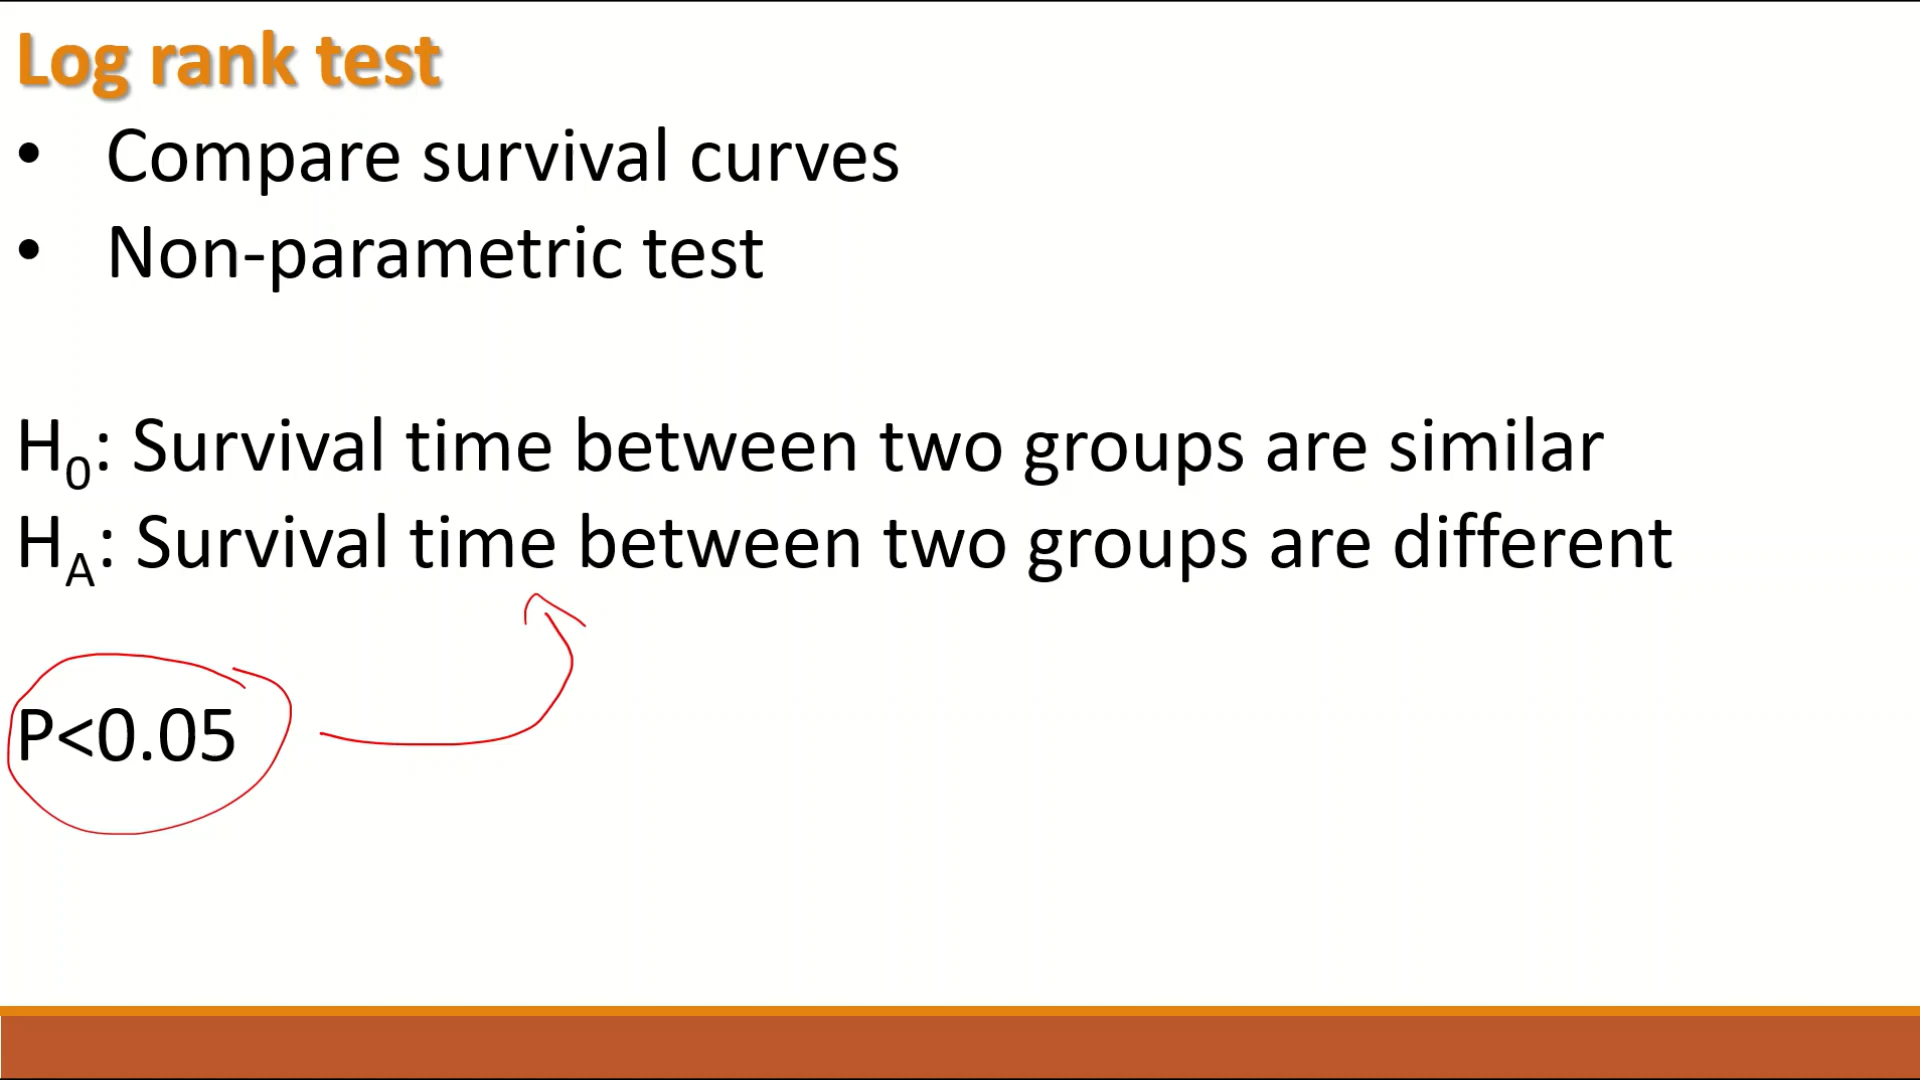 Log rank test
• Compare survival curves
• Non-parametric test
H₀: Survival time between two groups are similar
H_A: Survival time between two groups are different
P<0.05